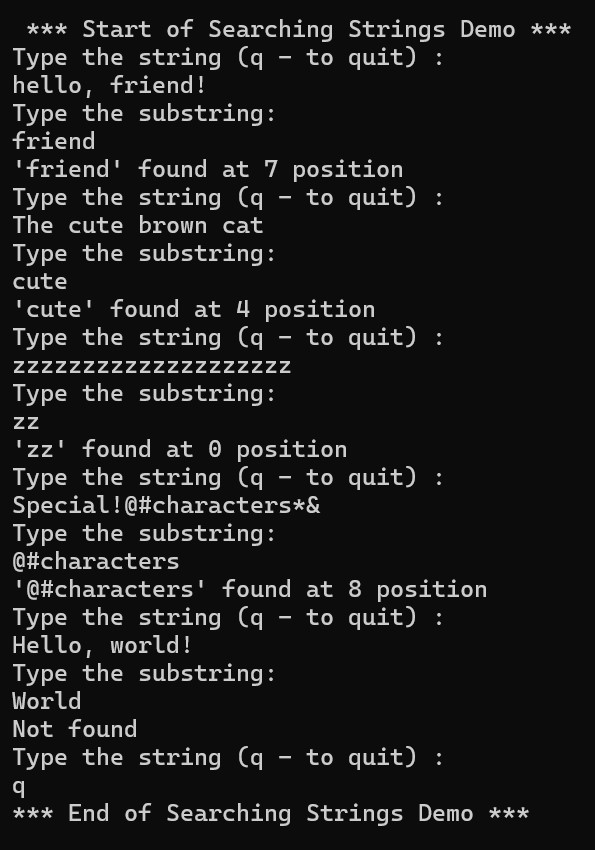 *** Start of Searching Strings Demo ***
Type the string (q - to quit) :
hello, friend!
Type the substring:
friend
'friend' found at 7 position
Type the string (q - to quit) :
The cute brown cat
Type the substring:
cute
'cute' found at 4 position
Type the string (q - to quit) :
zzzzzzzzzzzzzzzzzzzz
Type the substring:
zz
'zz' found at 0 position
Type the string (q - to quit) :
Special!@#characters*&
Type the substring:
@#characters
'@#characters' found at 8 position
Type the string (q - to quit) :
Hello, world!
Type the substring:
World
Not found
Type the string (q - to quit) :
q
*** End of Searching Strings Demo ***